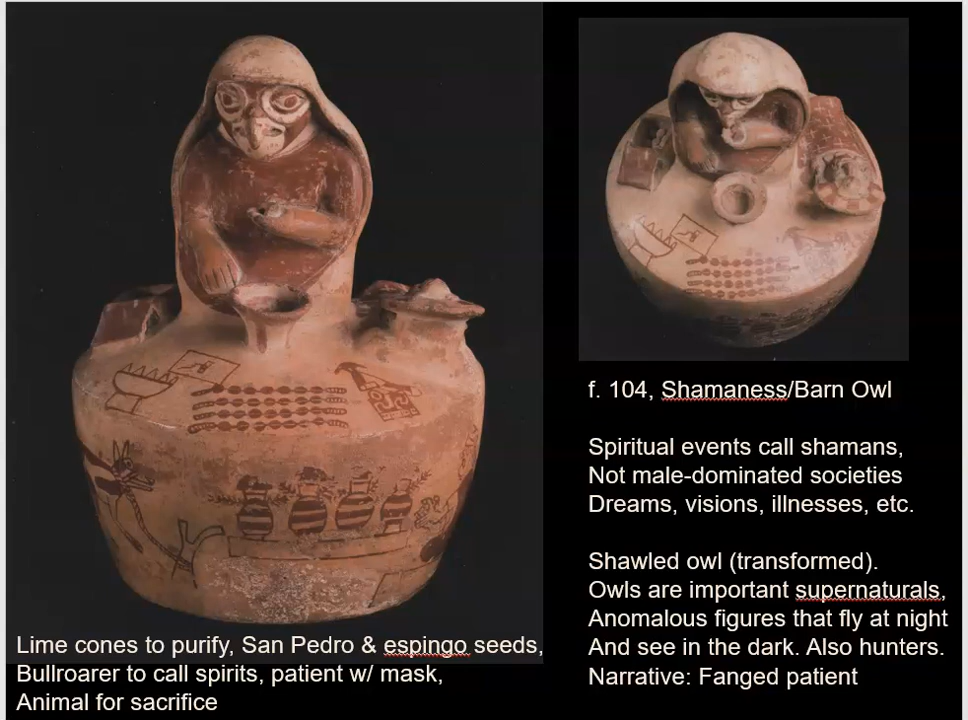 f. 104, Shamaness/Barn Owl
Spiritual events call shamans,
Not male-dominated societies
Dreams, visions, illnesses, etc.
Shawled owl (transformed).
Owls are important supernaturals,
Anomalous figures that fly at night
And see in the dark. Also hunters.
Narrative: Fanged patient
Lime cones to purify, San Pedro & espingo seeds,
Bullroarer to call spirits, patient w/ mask,
Animal for sacrifice